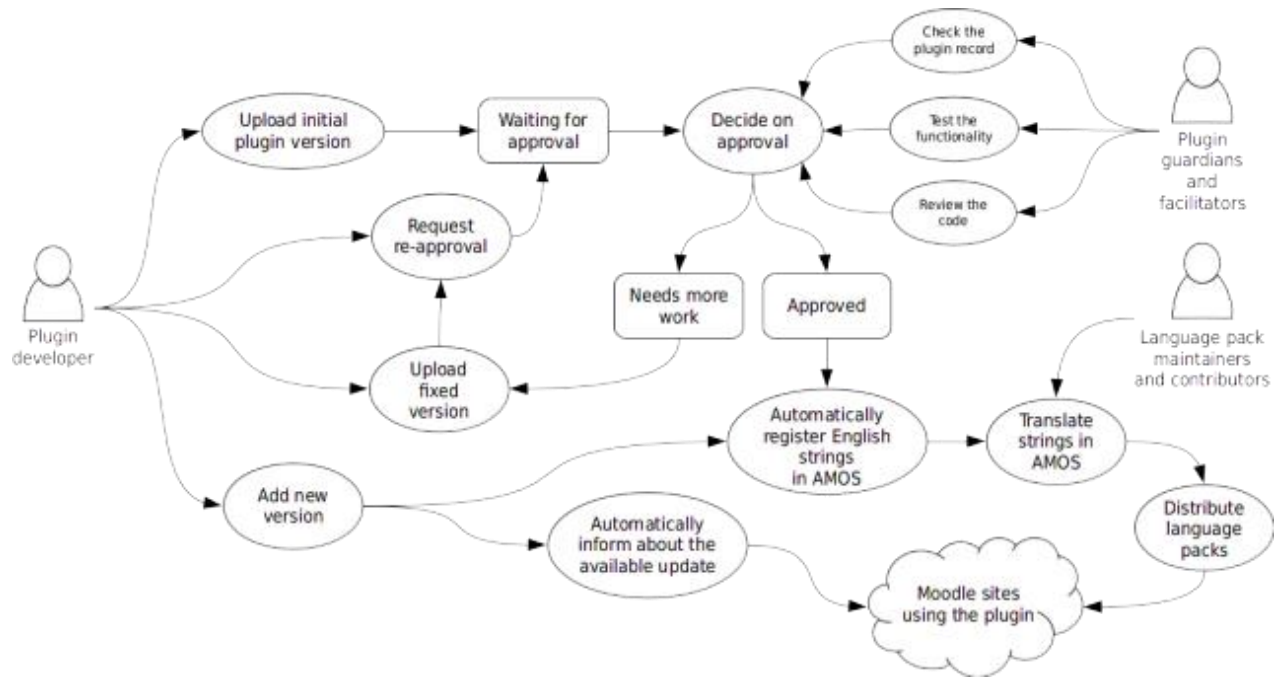 Check the
plugin record
Upload initial
plugin version
Waiting for
approval
Decide on
approval
Test the
functionality
Plugin
guardians
and
facilitators
Review the
code
Request
re-approval
Needs more
work
Approved
Plugin
developer
Language pack
maintainers
and contributors
Upload
fixed
version
Automatically
register English
strings
in AMOS
Translate
strings in
AMOS
Add new
version
Automatically
inform about the
available update
Distribute
language
packs
Moodle sites
using the plugin